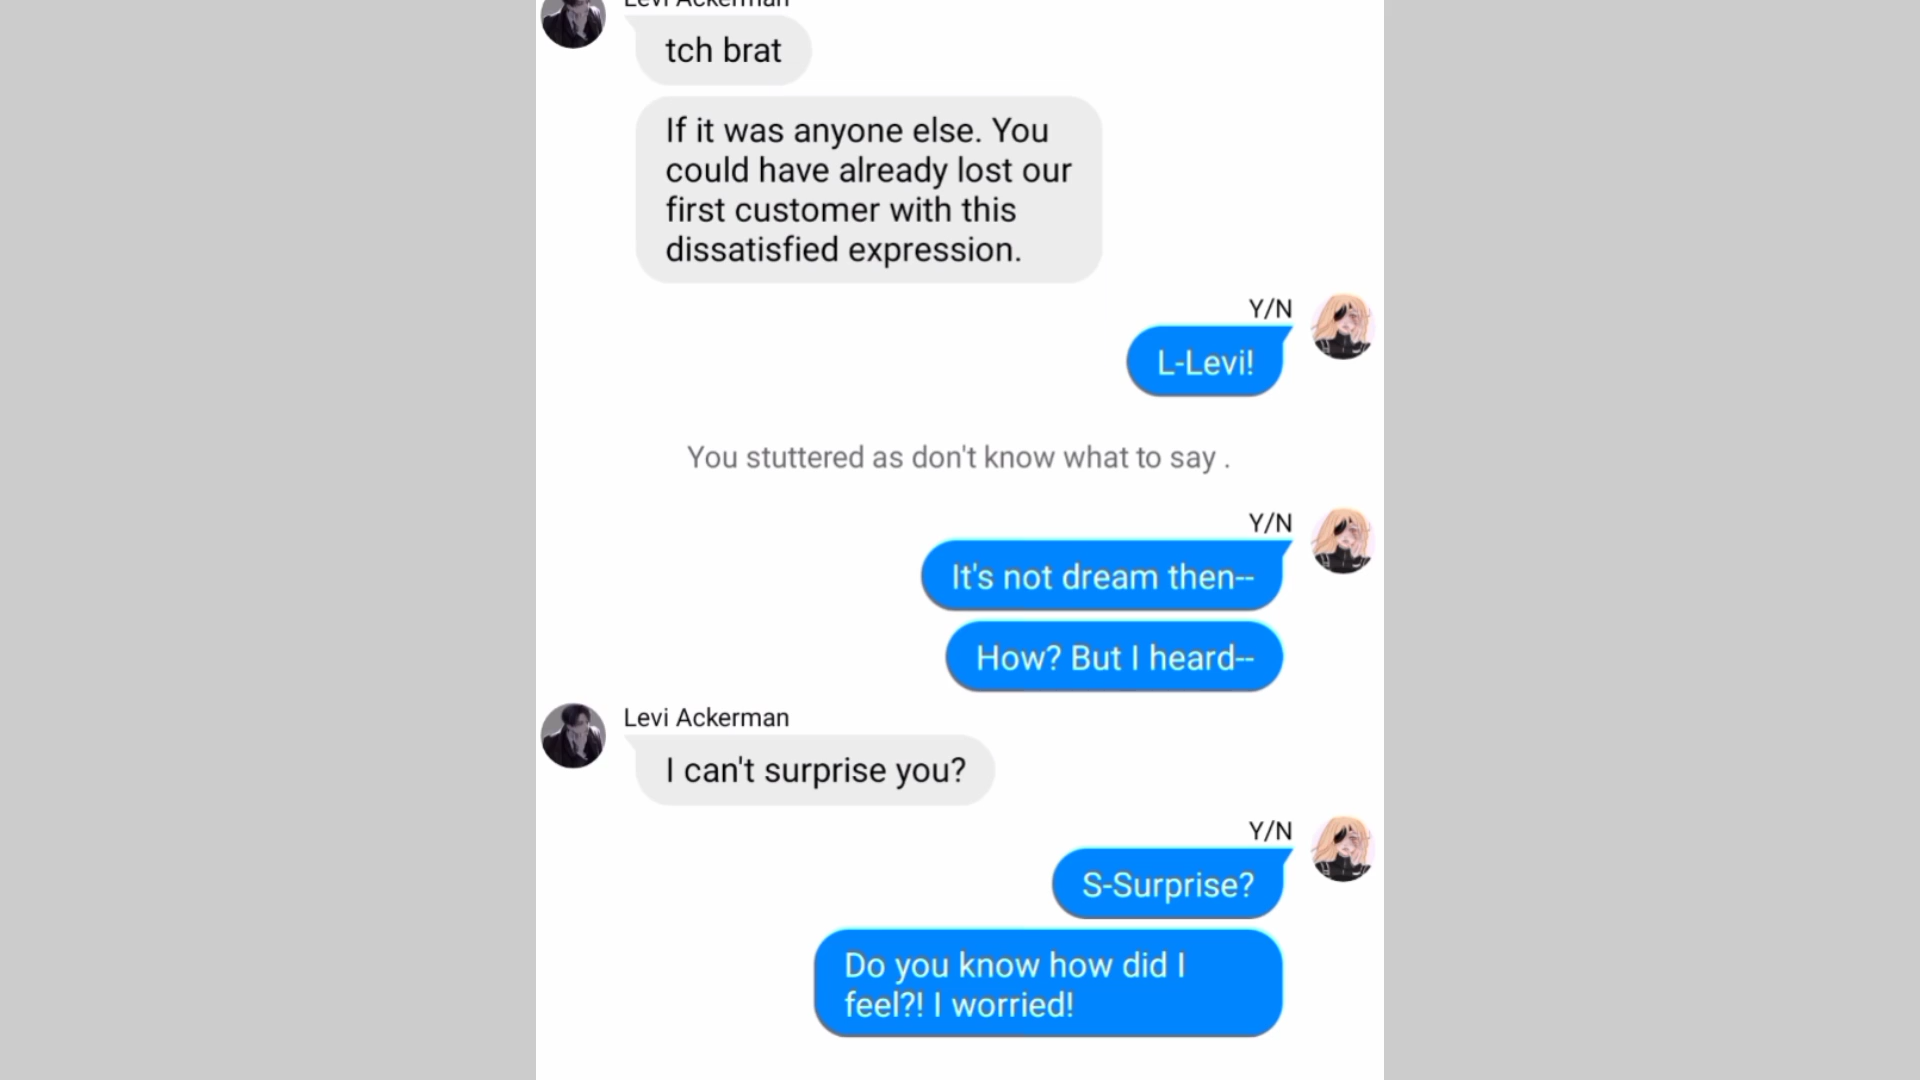 Levi Ackerman
tch brat
If it was anyone else. You
could have already lost our
first customer with this
dissatisfied expression.
Y/N
L-Levi!
You stuttered as don't know what to say .
Y/N
It's not dream then--
How? But I heard--
Levi Ackerman
I can't surprise you?
Y/N
S-Surprise?
Do you know how did I
feel?! I worried!